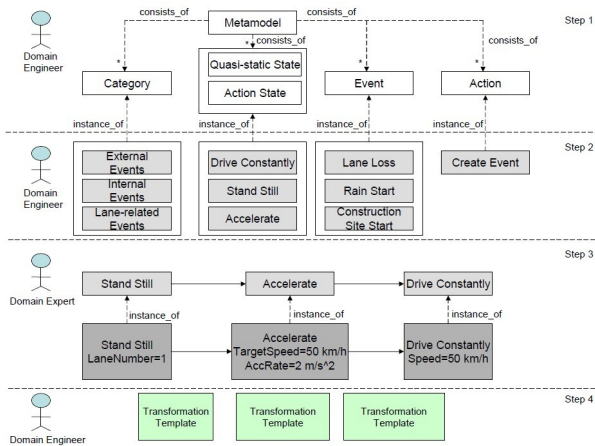 consists_of
Metamodel
Step 1
consists_of
consists_of
*
*
*
*
Domain
Engineer
Category
Quasi-static State
Action State
Event
Action
instance_of
instance_of
instance_of
instance_of
Step 2
Domain
Engineer
External
Events
Internal
Events
Lane-related
Events
Drive Constantly
Stand Still
Accelerate
Lane Loss
Rain Start
Construction
Site Start
Create Event
Step 3
Domain Expert
Stand Still
Accelerate
Drive Constantly
instance_of
instance_of
instance_of
Stand Still
LaneNumber=1
Accelerate
TargetSpeed=50 km/h
AccRate=2 m/s^2
Drive Constantly
Speed=50 km/h
Step 4
Domain Engineer
Transformation
Template
Transformation
Template
Transformation
Template